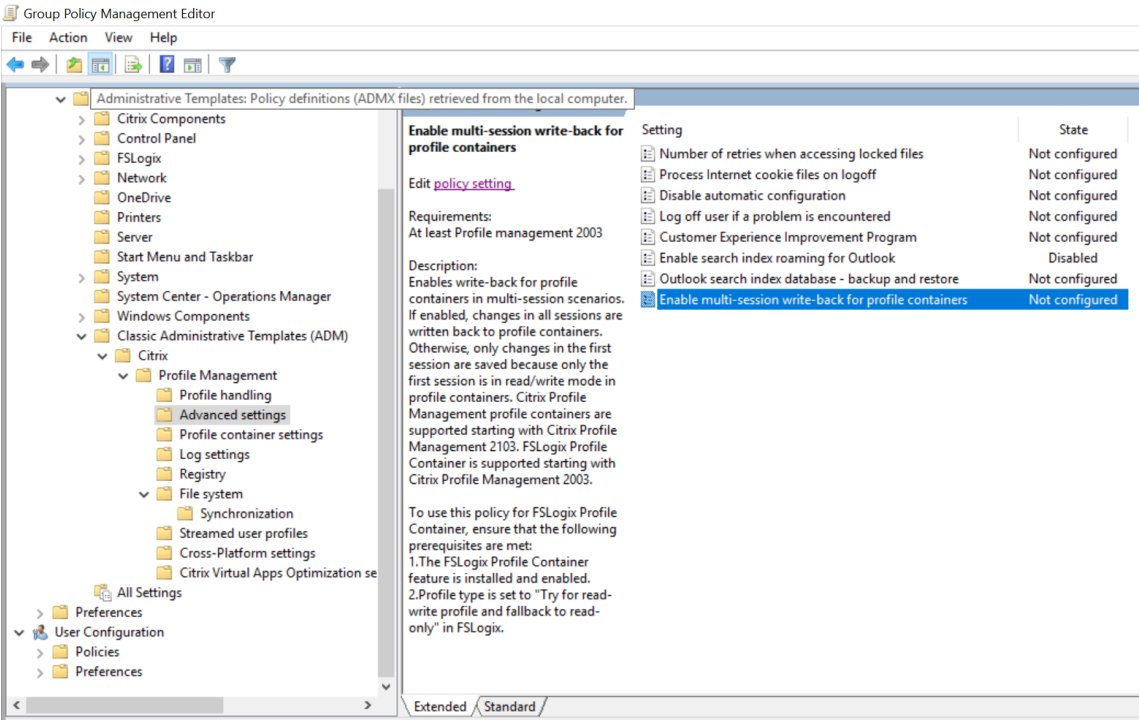 Group Policy Management Editor
File Action View Help
Administrative Templates: Policy definitions (ADMX files) retrieved from the local computer.
Citrix Components
Control Panel
FSLogix
Network
OneDrive
Printers
Server
Start Menu and Taskbar
System
System Center - Operations Manager
Windows Components
Classic Administrative Templates (ADM)
Citrix
Profile Management
Profile handling
Advanced settings
Profile container settings
Log settings
Registry
File system
Synchronization
Streamed user profiles
Cross-Platform settings
Citrix Virtual Apps Optimization se
All Settings
Preferences
User Configuration
Policies
Preferences
Enable multi-session write-back for
profile containers
Edit policy setting
Requirements:
At least Profile management 2003
Description:
Enables write-back for profile
containers in multi-session scenarios.
If enabled, changes in all sessions are
written back to profile containers.
Otherwise, only changes in the first
session are saved because only the
first session is in read/write mode in
profile containers. Citrix Profile
Management profile containers are
supported starting with Citrix Profile
Management 2103. FSLogix Profile
Container is supported starting with
Citrix Profile Management 2003.
To use this policy for FSLogix Profile
Container, ensure that the following
prerequisites are met:
1.The FSLogix Profile Container
feature is installed and enabled.
2.Profile type is set to "Try for read-
write profile and fallback to read-
only" in FSLogix.
Setting State
Number of retries when accessing locked files Not configured
Process Internet cookie files on logoff Not configured
Disable automatic configuration Not configured
Log off user if a problem is encountered Not configured
Customer Experience Improvement Program Not configured
Enable search index roaming for Outlook Disabled
Outlook search index database - backup and restore Not configured
Enable multi-session write-back for profile containers Not configured
Extended Standard